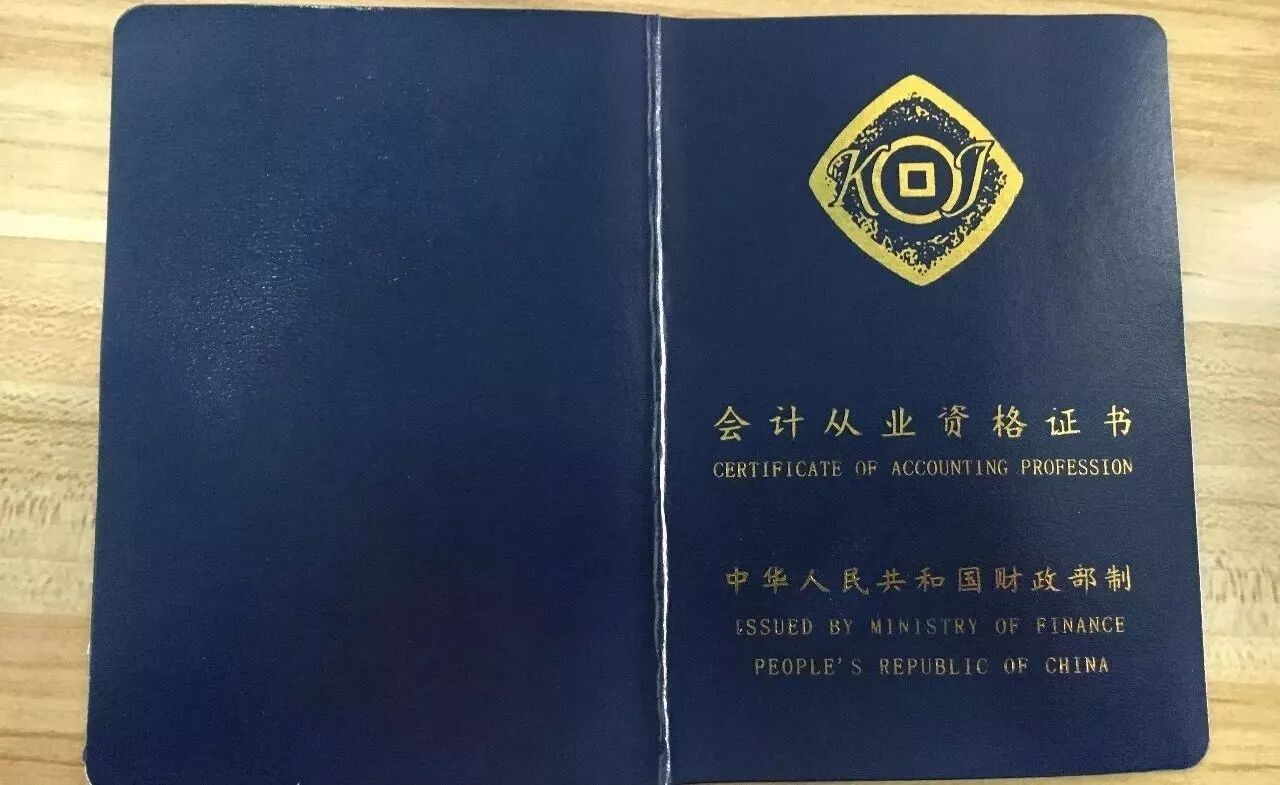 KJ
会计从业资格证书
CERTIFICATE OF ACCOUNTING PROFESSION
中华人民共和国财政部制
ISSUED BY MINISTRY OF FINANCE
PEOPLE'S REPUBLIC OF CHINA